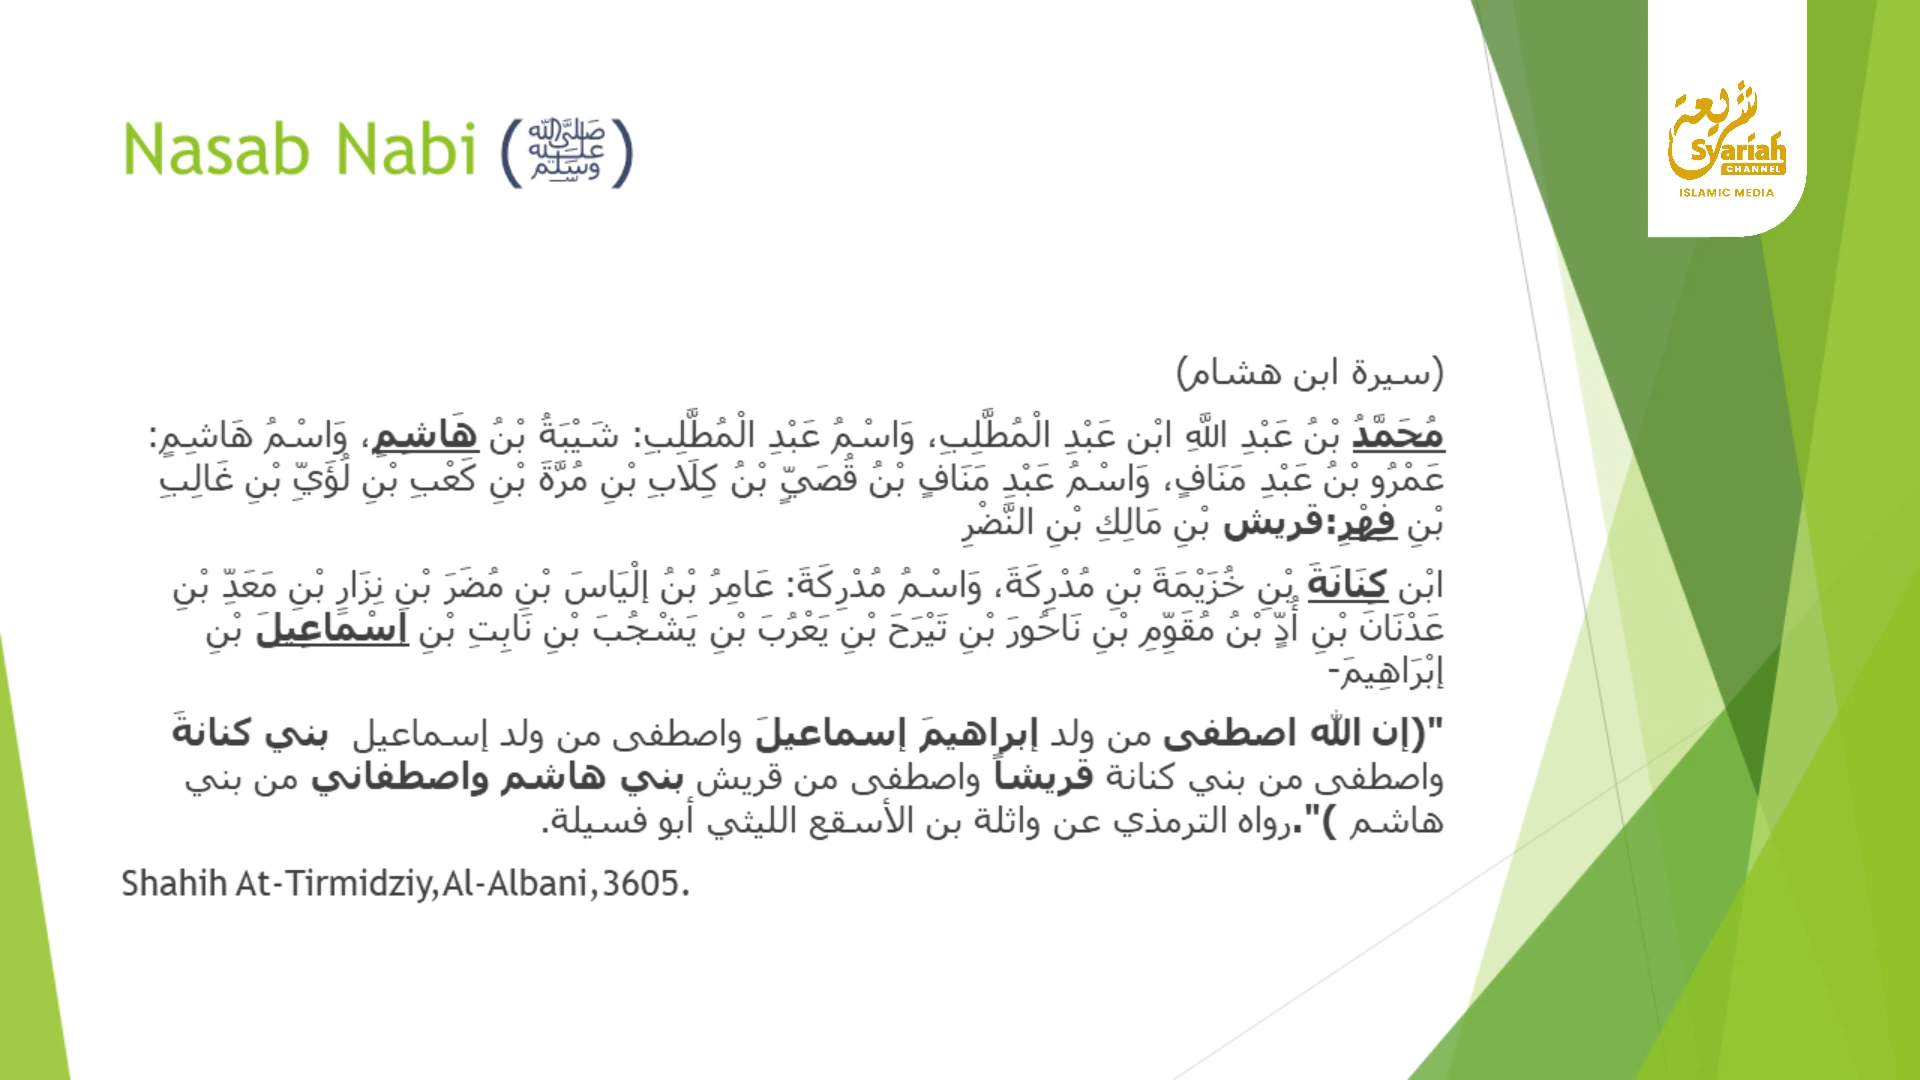 Nasab Nabi (ﷺ)
شريعة
Syariah
CHANNEL
ISLAMIC MEDIA
(سيرة ابن هشام)
مُحَمَّدُ بْنُ عَبْدِ اللَّهِ ابْن عَبْدِ الْمُطَّلِبِ، وَاسْمُ عَبْدِ الْمُطَّلِبِ: شَيْبَةُ بْنُ هَاشِمٍ، وَاسْمُ هَاشِمٍ:
عَمْرُو بْنُ عَبْدِ مَنَافٍ، وَاسْمُ عَبْدِ مَنَافٍ بْنُ قُصَيِّ بْنُ كِلَابِ بْنِ مُرَّةَ بْنِ كَعْبِ بْنِ لُؤَيِّ بْنِ غَالِبِ
بْنِ فِهْرِ:قريش بْنِ مَالِكِ بْنِ النَّضْرِ
ابْن كِنَانَةَ بْنِ خُزَيْمَةَ بْنِ مُدْرِكَةَ، وَاسْمُ مُدْرِكَةَ: عَامِرُ بْنُ إلْيَاسَ بْنِ مُضَرَ بْنِ نِزَارِ بْنِ مَعَدِّ بْنِ
عَدْنَانَ بْنِ أُدٍّ بْنُ مُقَوِّمِ بْنِ نَاحُورَ بْنِ تَيْرَحَ بْنِ يَعْرُبَ بْنِ يَشْجُبَ بْنِ نَابِتِ بْنِ إسْمَاعِيلَ بْنِ
إبْرَاهِيمَ-
"(إن الله اصطفى من ولد إبراهيمَ إسماعيلَ واصطفى من ولد إسماعيل بني كنانةَ
واصطفى من بني كنانة قريشاً واصطفى من قريش بني هاشم واصطفاني من بني
هاشم )".رواه الترمذي عن واثلة بن الأسقع الليثي أبو فسيلة.
Shahih At-Tirmidziy,Al-Albani,3605.